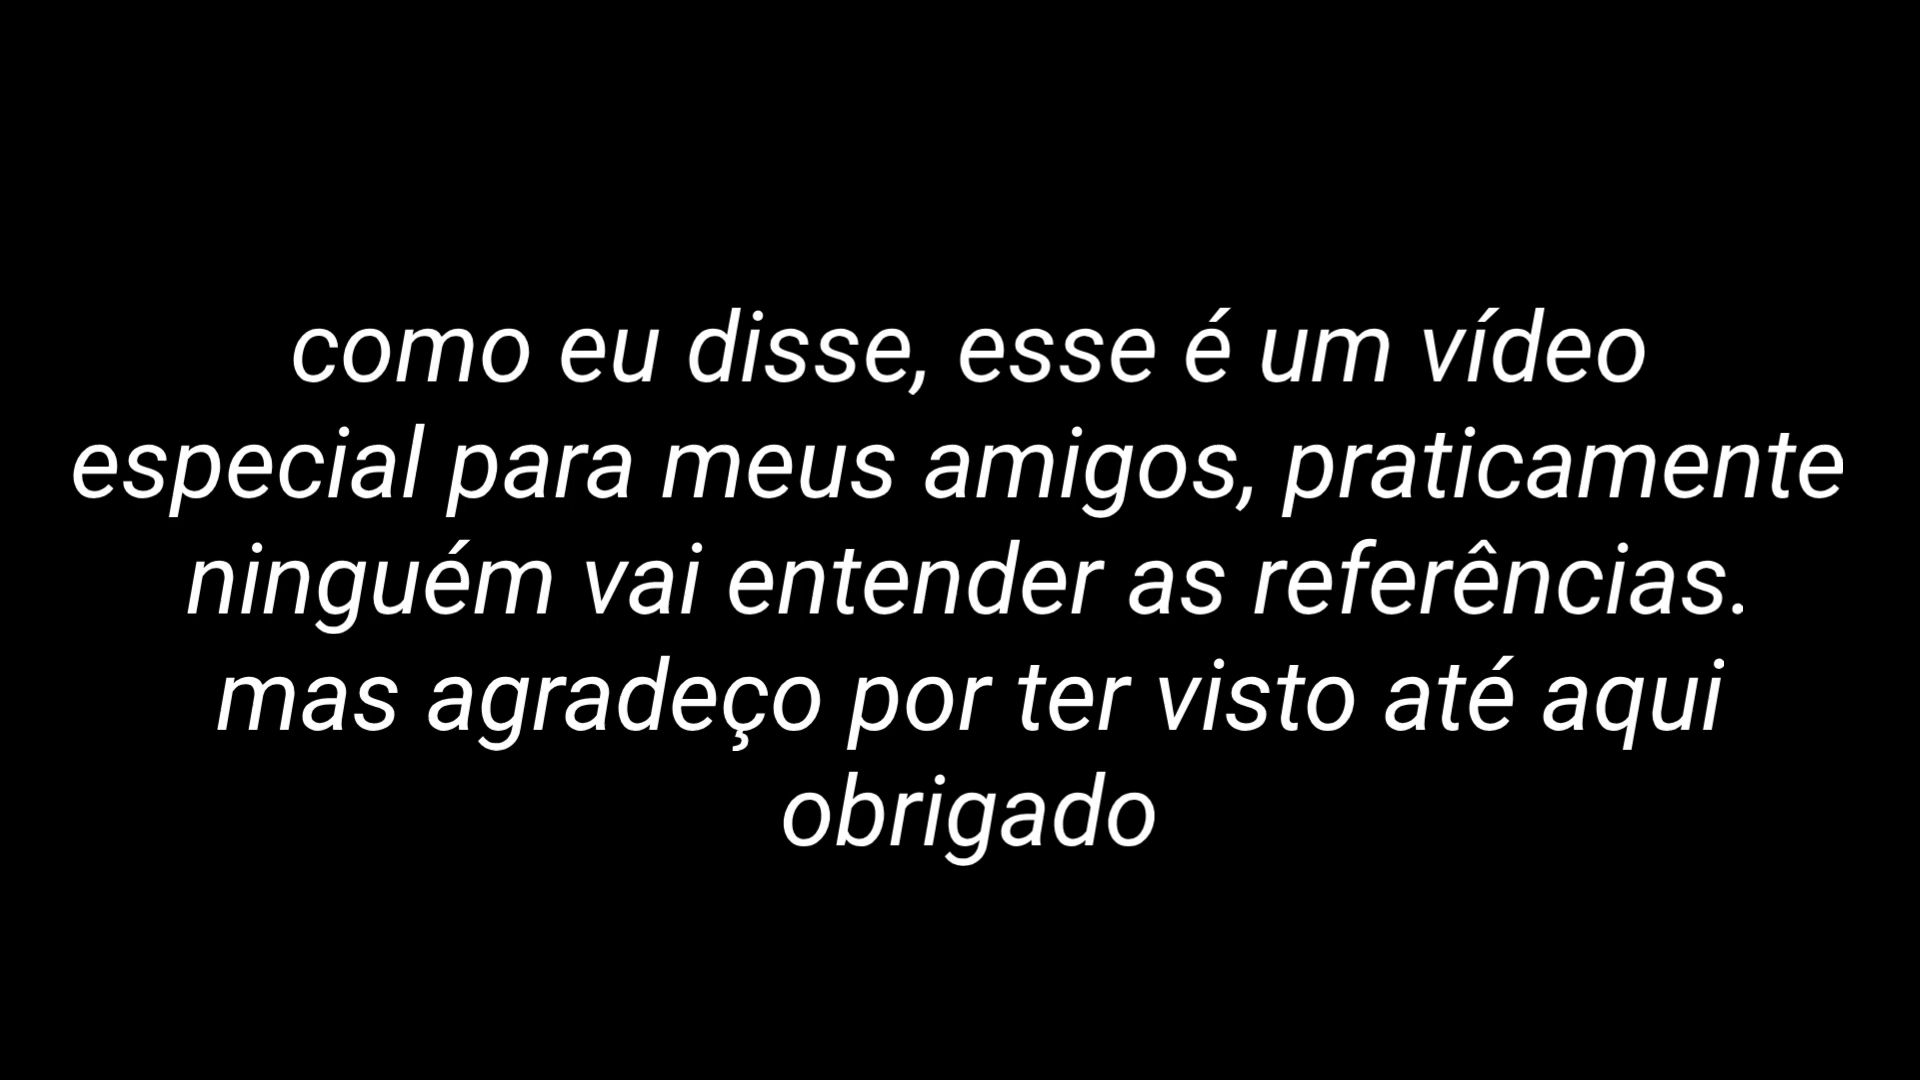 como eu disse, esse é um vídeo
especial para meus amigos, praticamente
ninguém vai entender as referências.
mas agradeço por ter visto até aqui
obrigado